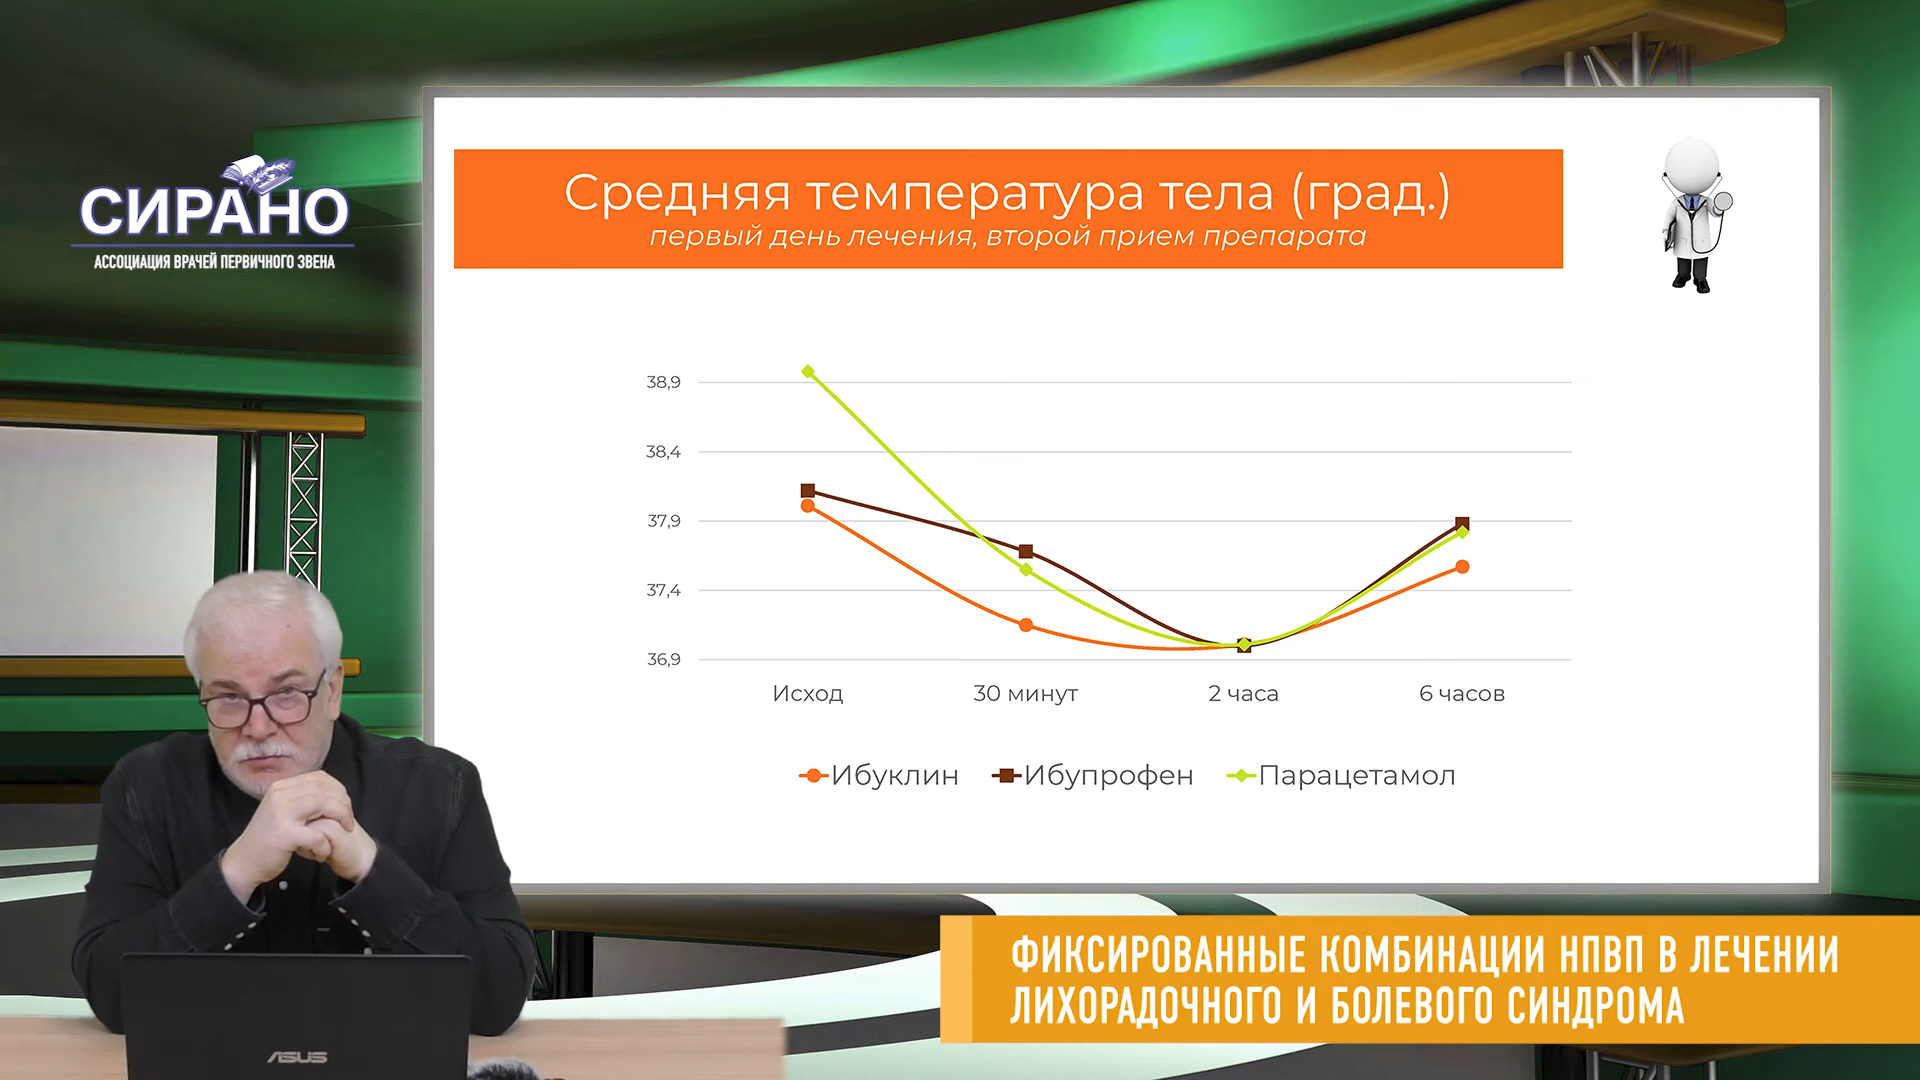 СИРАНО
АССОЦИАЦИЯ ВРАЧЕЙ ПЕРВИЧНОГО ЗВЕНА
Средняя температура тела (град.)
первый день лечения, второй прием препарата
38,9
38,4
37,9
37,4
36,9
Исход
30 минут
2 часа
6 часов
Ибуклин
Ибупрофен
Парацетамол
ФИКСИРОВАННЫЕ КОМБИНАЦИИ НПВП В ЛЕЧЕНИИ
ЛИХОРАДОЧНОГО И БОЛЕВОГО СИНДРОМА
ASUS